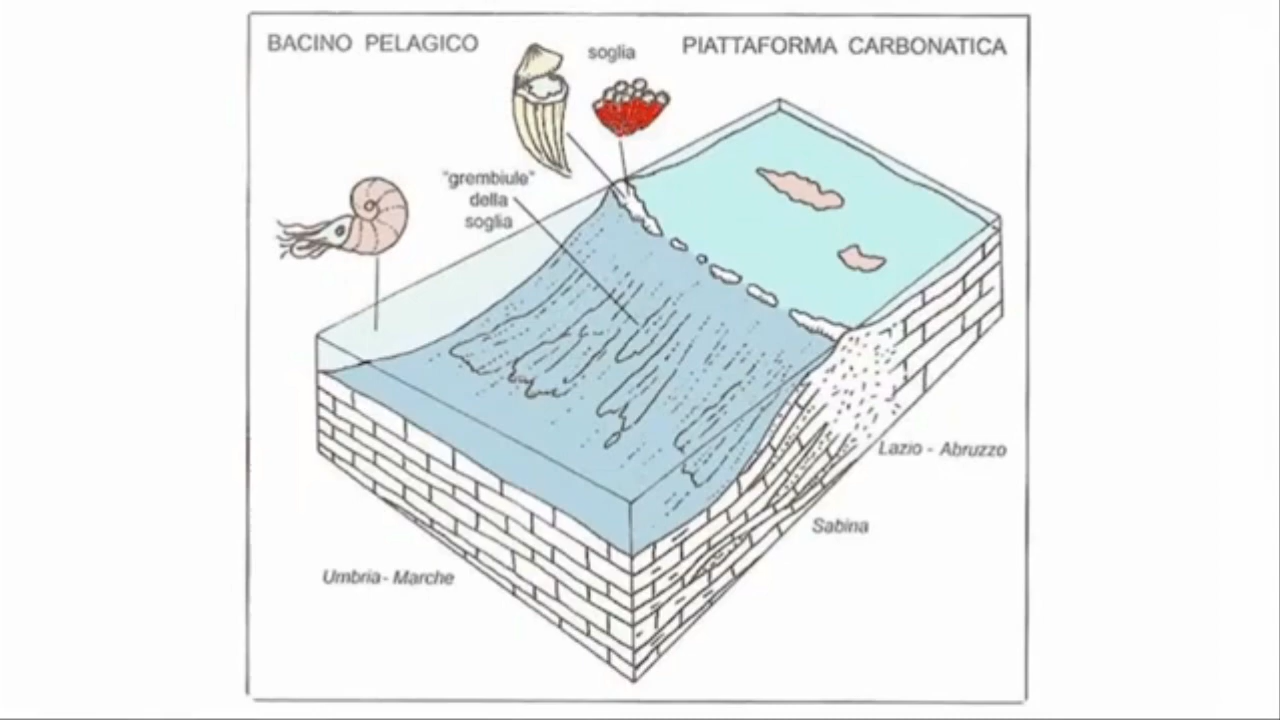 BACINO PELAGICO
soglia
PIATTAFORMA CARBONATICA
"grembiule"
della
soglia
Lazio - Abruzzo
Sabina
Umbria - Marche